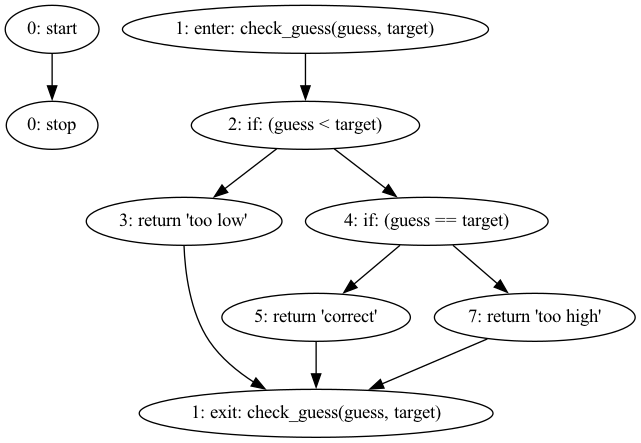 0: start
1: enter: check_guess(guess, target)
0: stop
2: if: (guess < target)
3: return 'too low'
4: if: (guess == target)
5: return 'correct'
7: return 'too high'
1: exit: check_guess(guess, target)